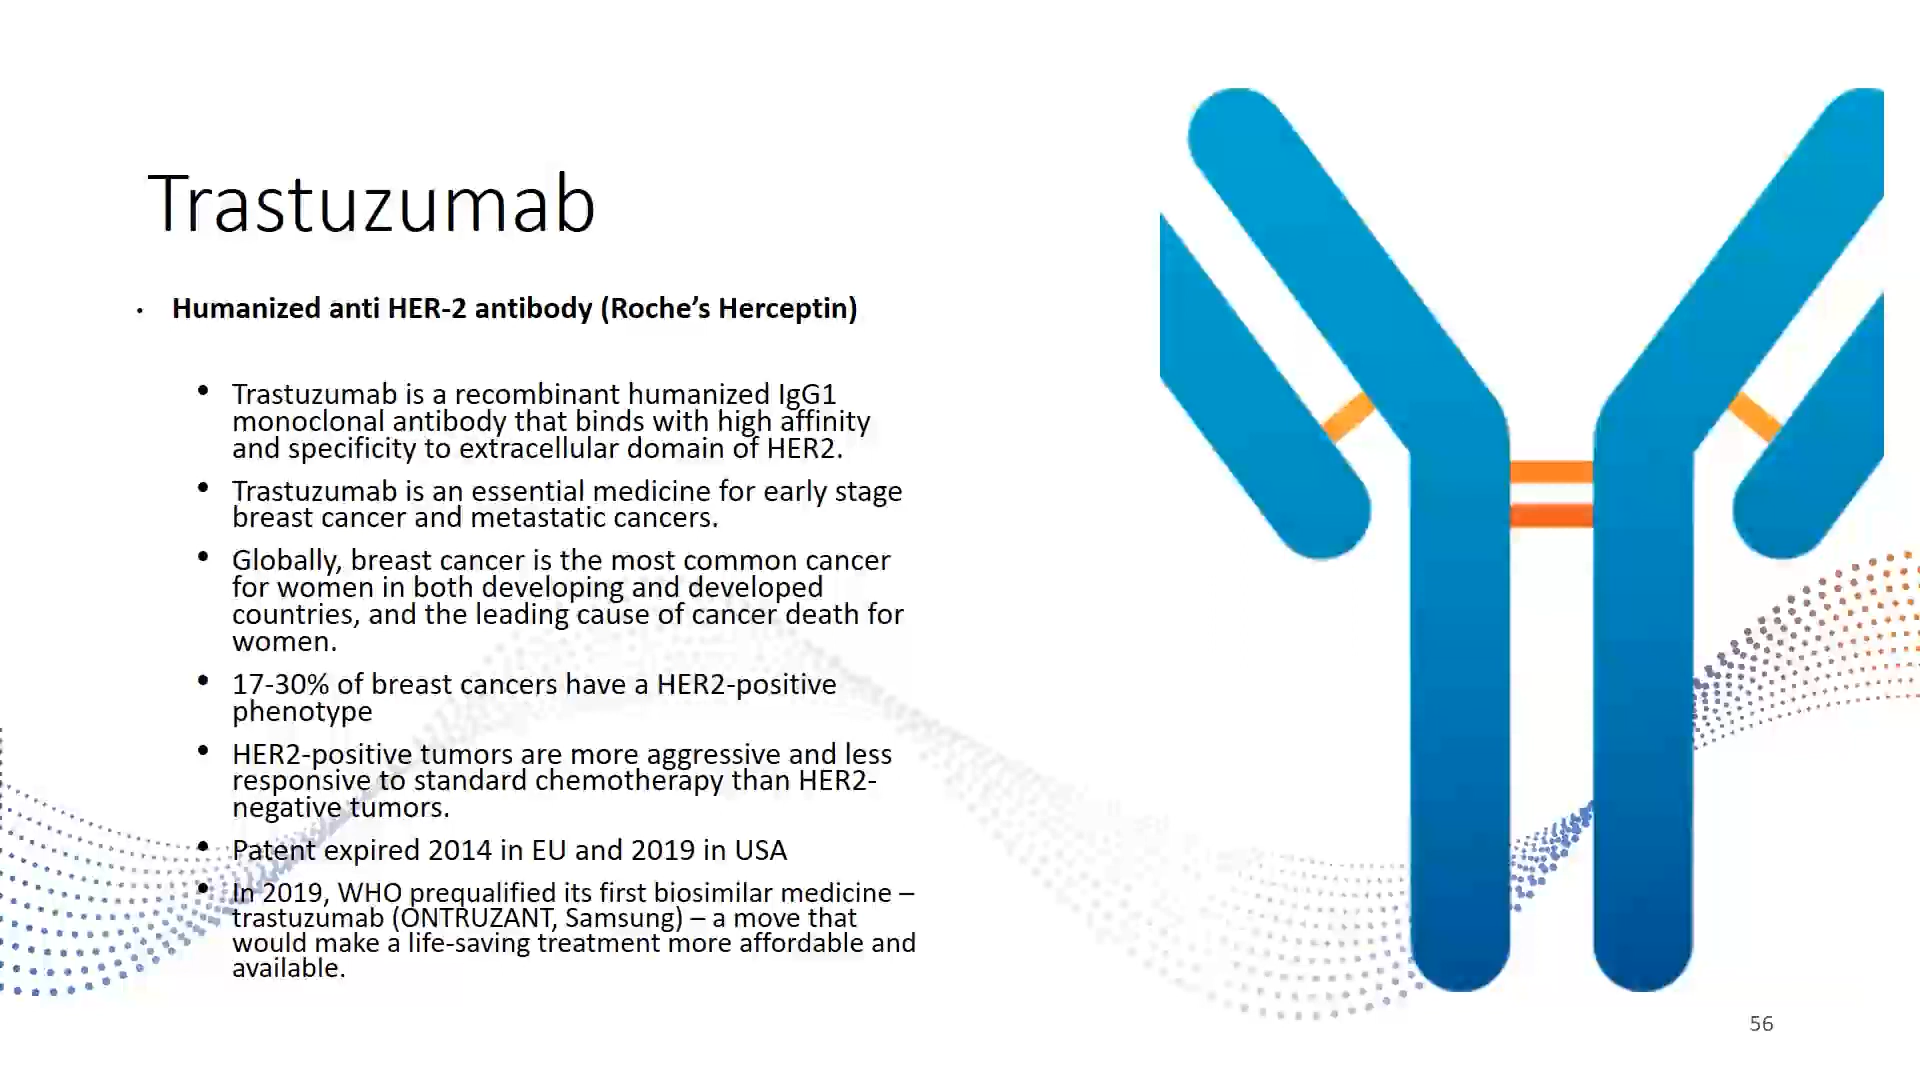 Trastuzumab
• Humanized anti HER-2 antibody (Roche’s Herceptin)
• Trastuzumab is a recombinant humanized IgG1
monoclonal antibody that binds with high affinity
and specificity to extracellular domain of HER2.
• Trastuzumab is an essential medicine for early stage
breast cancer and metastatic cancers.
• Globally, breast cancer is the most common cancer
for women in both developing and developed
countries, and the leading cause of cancer death for
women.
• 17-30% of breast cancers have a HER2-positive
phenotype
• HER2-positive tumors are more aggressive and less
responsive to standard chemotherapy than HER2-
negative tumors.
• Patent expired 2014 in EU and 2019 in USA
• In 2019, WHO prequalified its first biosimilar medicine –
trastuzumab (ONTRUZANT, Samsung) – a move that
would make a life-saving treatment more affordable and
available.
56